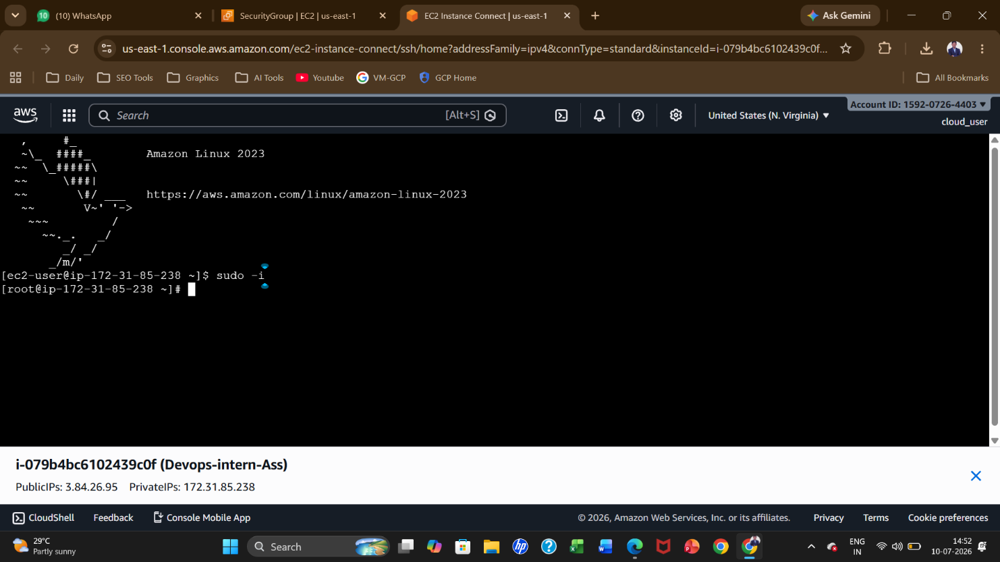 10 (10) WhatsApp
SecurityGroup | EC2 | us-east-1
EC2 Instance Connect | us-east-1
Ask Gemini
us-east-1.console.aws.amazon.com/ec2-instance-connect/ssh/home?addressFamily=ipv4&connType=standard&instanceId=i-079b4bc6102439c0f...
Daily
SEO Tools
Graphics
AI Tools
Youtube
VM-GCP
GCP Home
All Bookmarks
aws
Search
[Alt+S]
United States (N. Virginia) ▼
Account ID: 1592-0726-4403 ▼
cloud_user
   ,     #_
   ~\_  ####_        Amazon Linux 2023
  ~~  \_#####\
  ~~     \###|
  ~~       \#/ ___   https://aws.amazon.com/linux/amazon-linux-2023
   ~~       V~' '->
    ~~~         /
      ~~._.   _/
         _/ _/
       _/m/'
[ec2-user@ip-172-31-85-238 ~]$ sudo -i
[root@ip-172-31-85-238 ~]#
i-079b4bc6102439c0f (Devops-intern-Ass)
PublicIPs: 3.84.26.95 PrivateIPs: 172.31.85.238
CloudShell
Feedback
Console Mobile App
© 2026, Amazon Web Services, Inc. or its affiliates.
Privacy
Terms
Cookie preferences
29°C
Partly sunny
Search
ENG
IN
14:52
10-07-2026